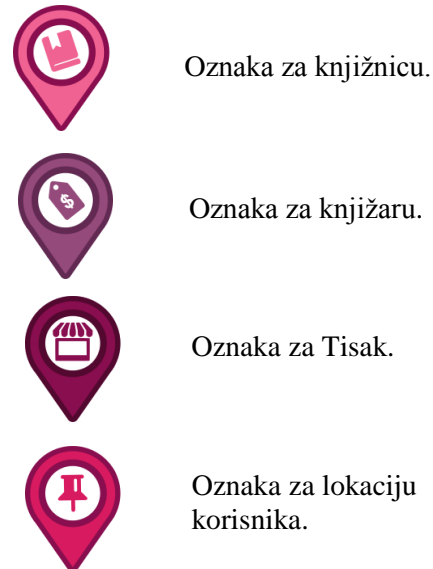 Oznaka za knjižnicu.
$
Oznaka za knjižaru.
Oznaka za Tisak.
Oznaka za lokaciju
korisnika.